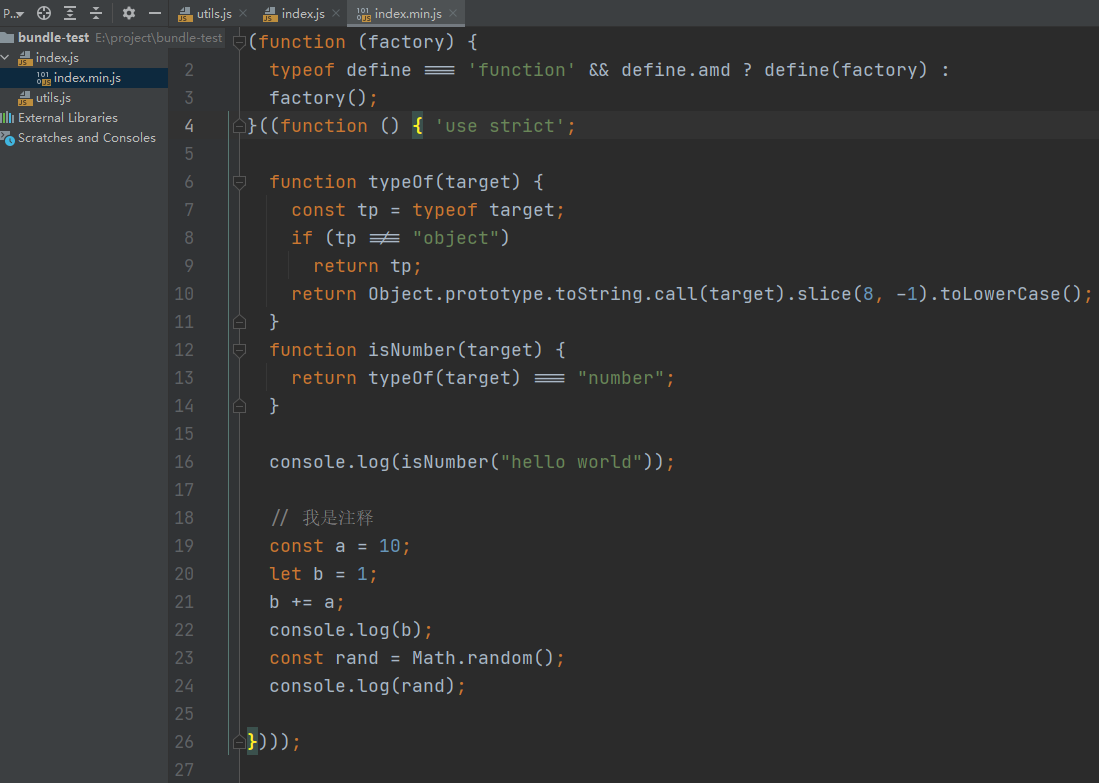 P...
utils.js
index.js
index.min.js
bundle-test E:\project\bundle-test
index.js
index.min.js
utils.js
External Libraries
Scratches and Consoles
(function (factory) {
2 typeof define === 'function' && define.amd ? define(factory) :
3 factory();
4 }((function () { 'use strict';
5
6 function typeOf(target) {
7 const tp = typeof target;
8 if (tp !== "object")
9 return tp;
10 return Object.prototype.toString.call(target).slice(8, -1).toLowerCase();
11 }
12 function isNumber(target) {
13 return typeOf(target) === "number";
14 }
15
16 console.log(isNumber("hello world"));
17
18 // 我是注释
19 const a = 10;
20 let b = 1;
21 b += a;
22 console.log(b);
23 const rand = Math.random();
24 console.log(rand);
25
26 })));
27